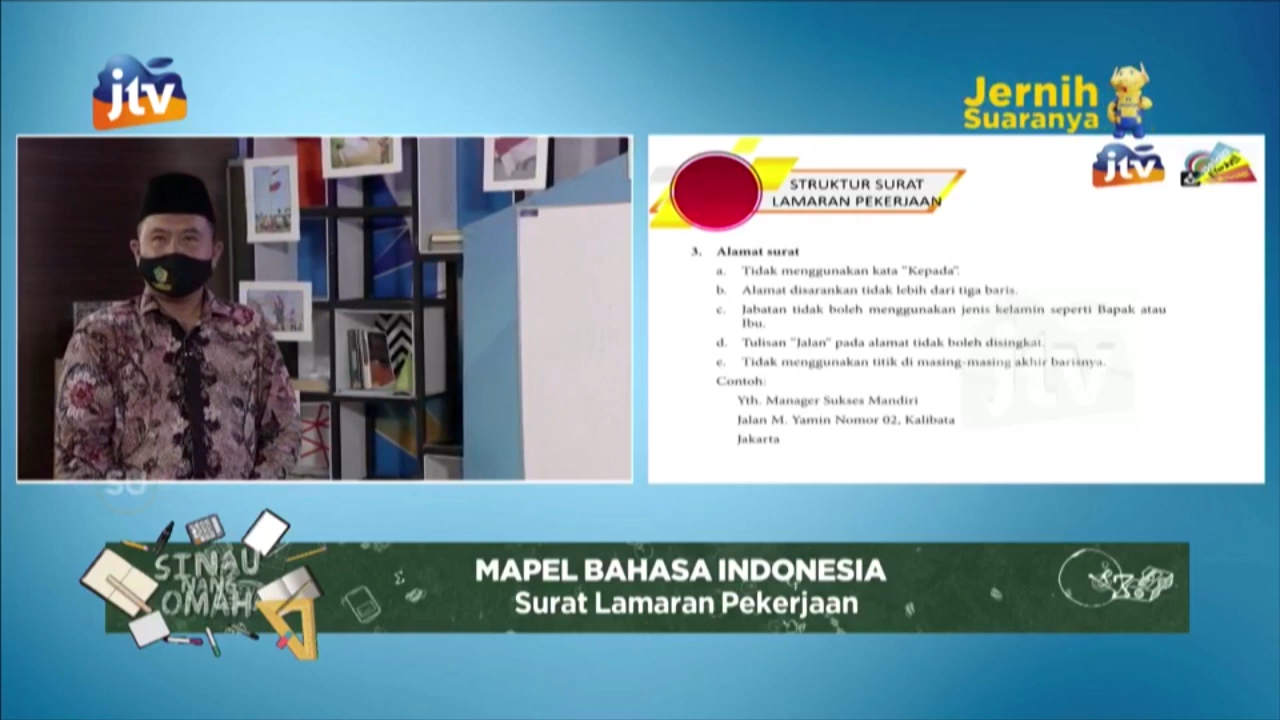 jtv
Jernih
Suaranya
jtv
STRUKTUR SURAT
LAMARAN PEKERJAAN
3. Alamat surat
a. Tidak menggunakan kata "Kepada".
b. Alamat disarankan tidak lebih dari tiga baris.
c. Jabatan tidak boleh menggunakan jenis kelamin seperti Bapak atau
Ibu.
d. Tulisan "Jalan" pada alamat tidak boleh disingkat.
e. Tidak menggunakan titik di masing-masing akhir barisnya.
Contoh:
Yth. Manager Sukses Mandiri
Jalan M. Yamin Nomor 02, Kalibata
Jakarta
jtv
SU
SINAU
NANG
OMAH
MAPEL BAHASA INDONESIA
Surat Lamaran Pekerjaan